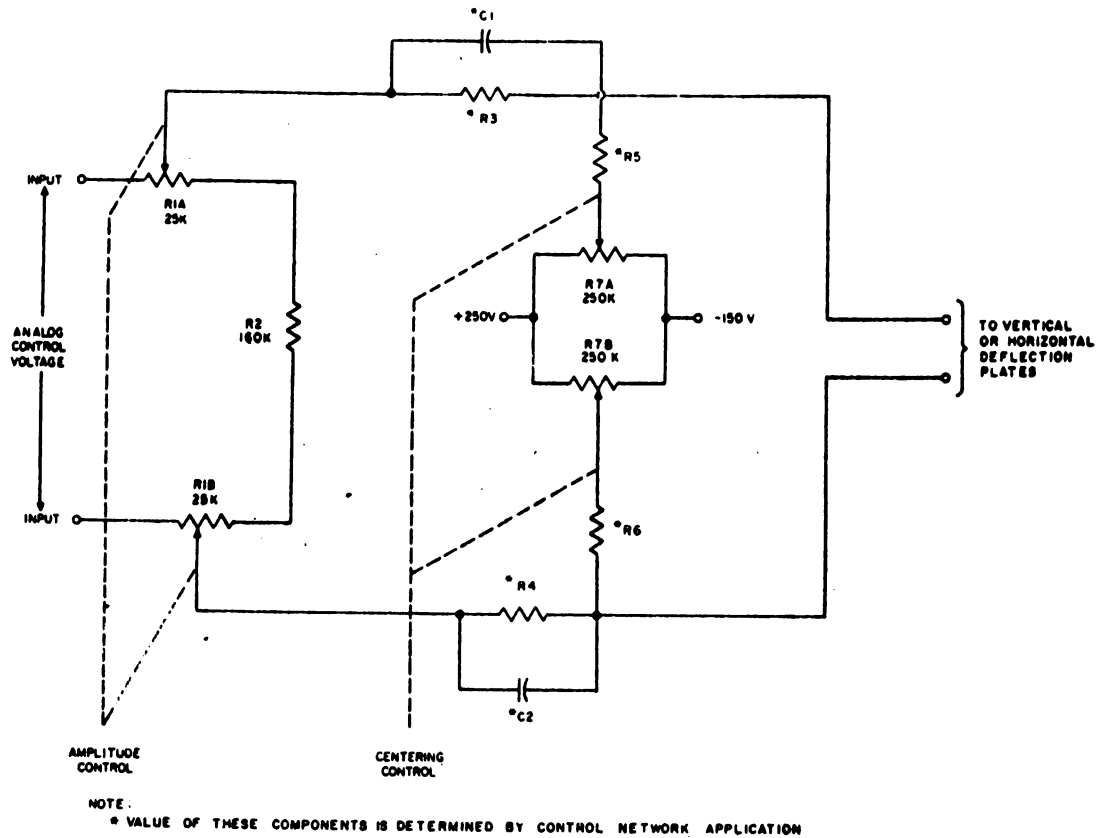 *C1
*R3
*R5
INPUT
R1A
25K
R7A
250K
+250V
-150V
R7B
250K
R2
160K
ANALOG
CONTROL
VOLTAGE
TO VERTICAL
OR HORIZONTAL
DEFLECTION
PLATES
R1B
25K
INPUT
*R6
*R4
*C2
AMPLITUDE
CONTROL
CENTERING
CONTROL
NOTE:
* VALUE OF THESE COMPONENTS IS DETERMINED BY CONTROL NETWORK APPLICATION